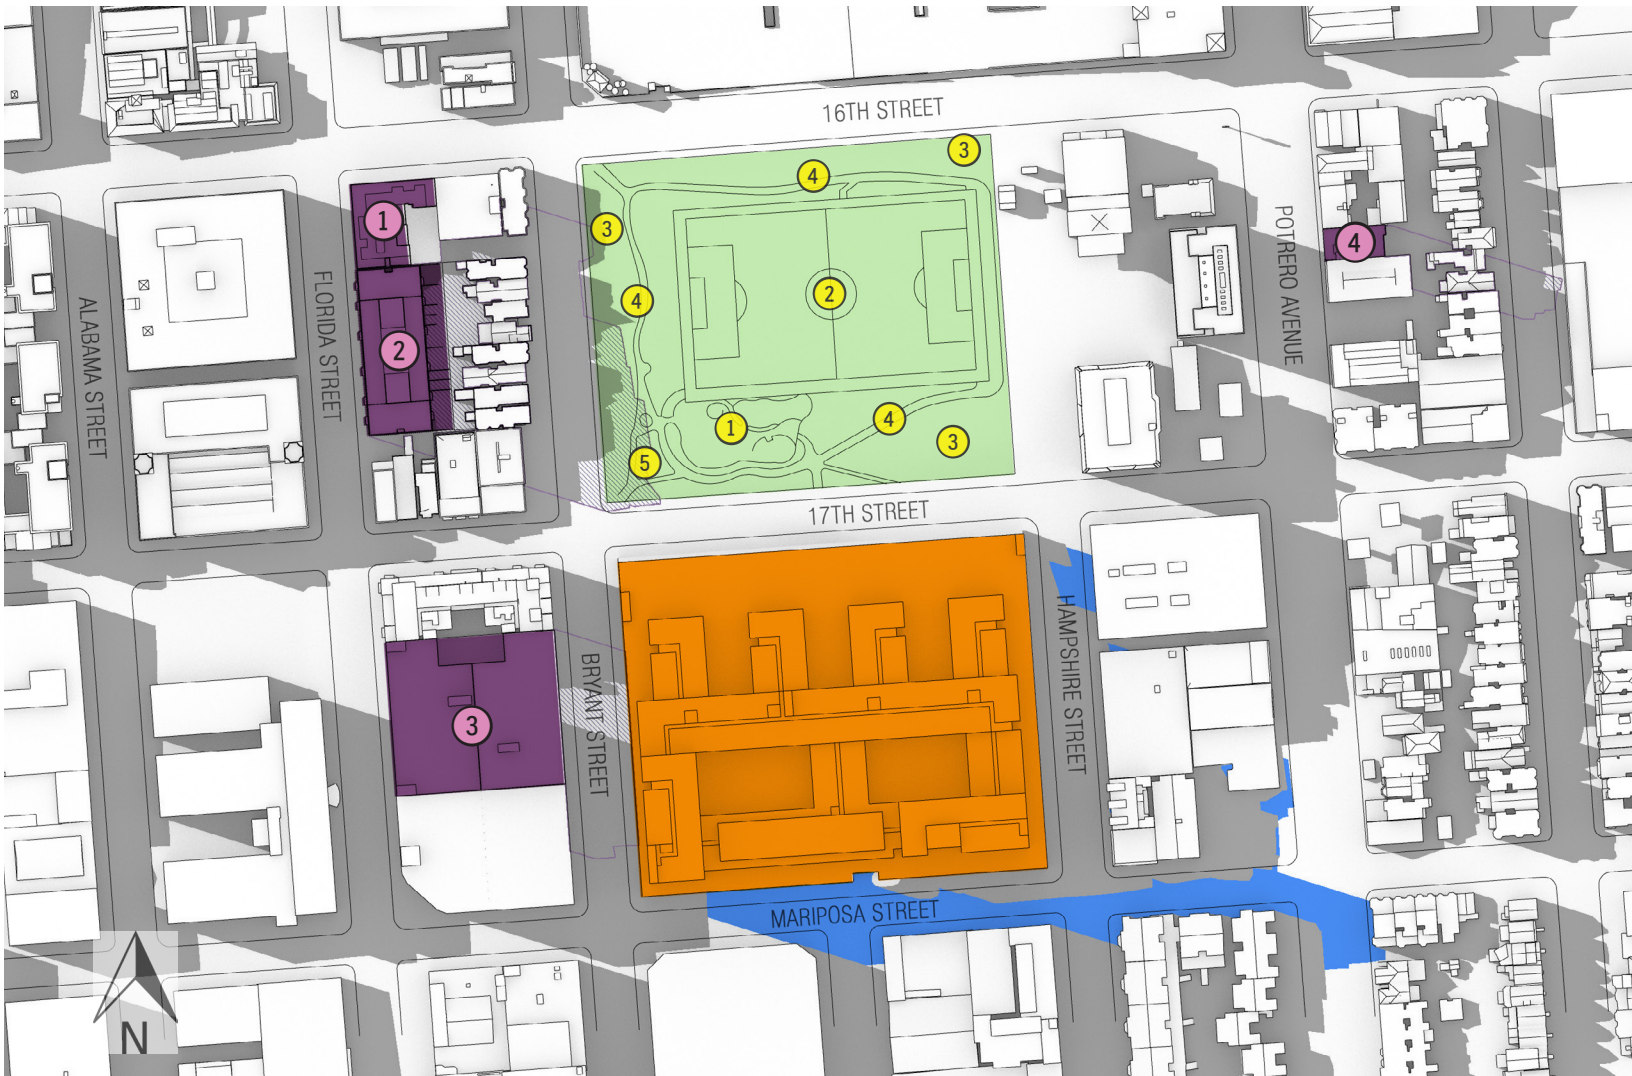 16TH STREET
3
4
1
3
4
POTRERO AVENUE
FLORIDA STREET
ALABAMA STREET
4
2
2
4
1
3
5
17TH STREET
HAMPSHIRE STREET
BRYANT STREET
3
MARIPOSA STREET
N